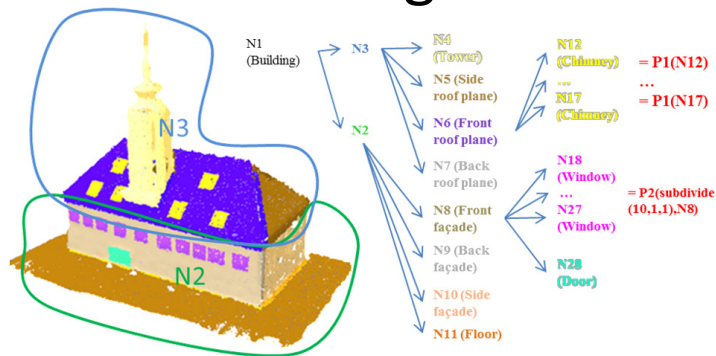 N1
(Building)
N3
N2
N4
(Tower)
N5 (Side
roof plane)
N6 (Front
roof plane)
N7 (Back
roof plane)
N8 (Front
façade)
N9 (Back
façade)
N10 (Side
façade)
N11 (Floor)
N12
(Chimney)
...
N17
(Chimney)
= P1(N12)
...
= P1(N17)
N18
(Window)
...
N27
(Window)
= P2(subdivide
(10,1,1),N8)
N28
(Door)
N3
N2